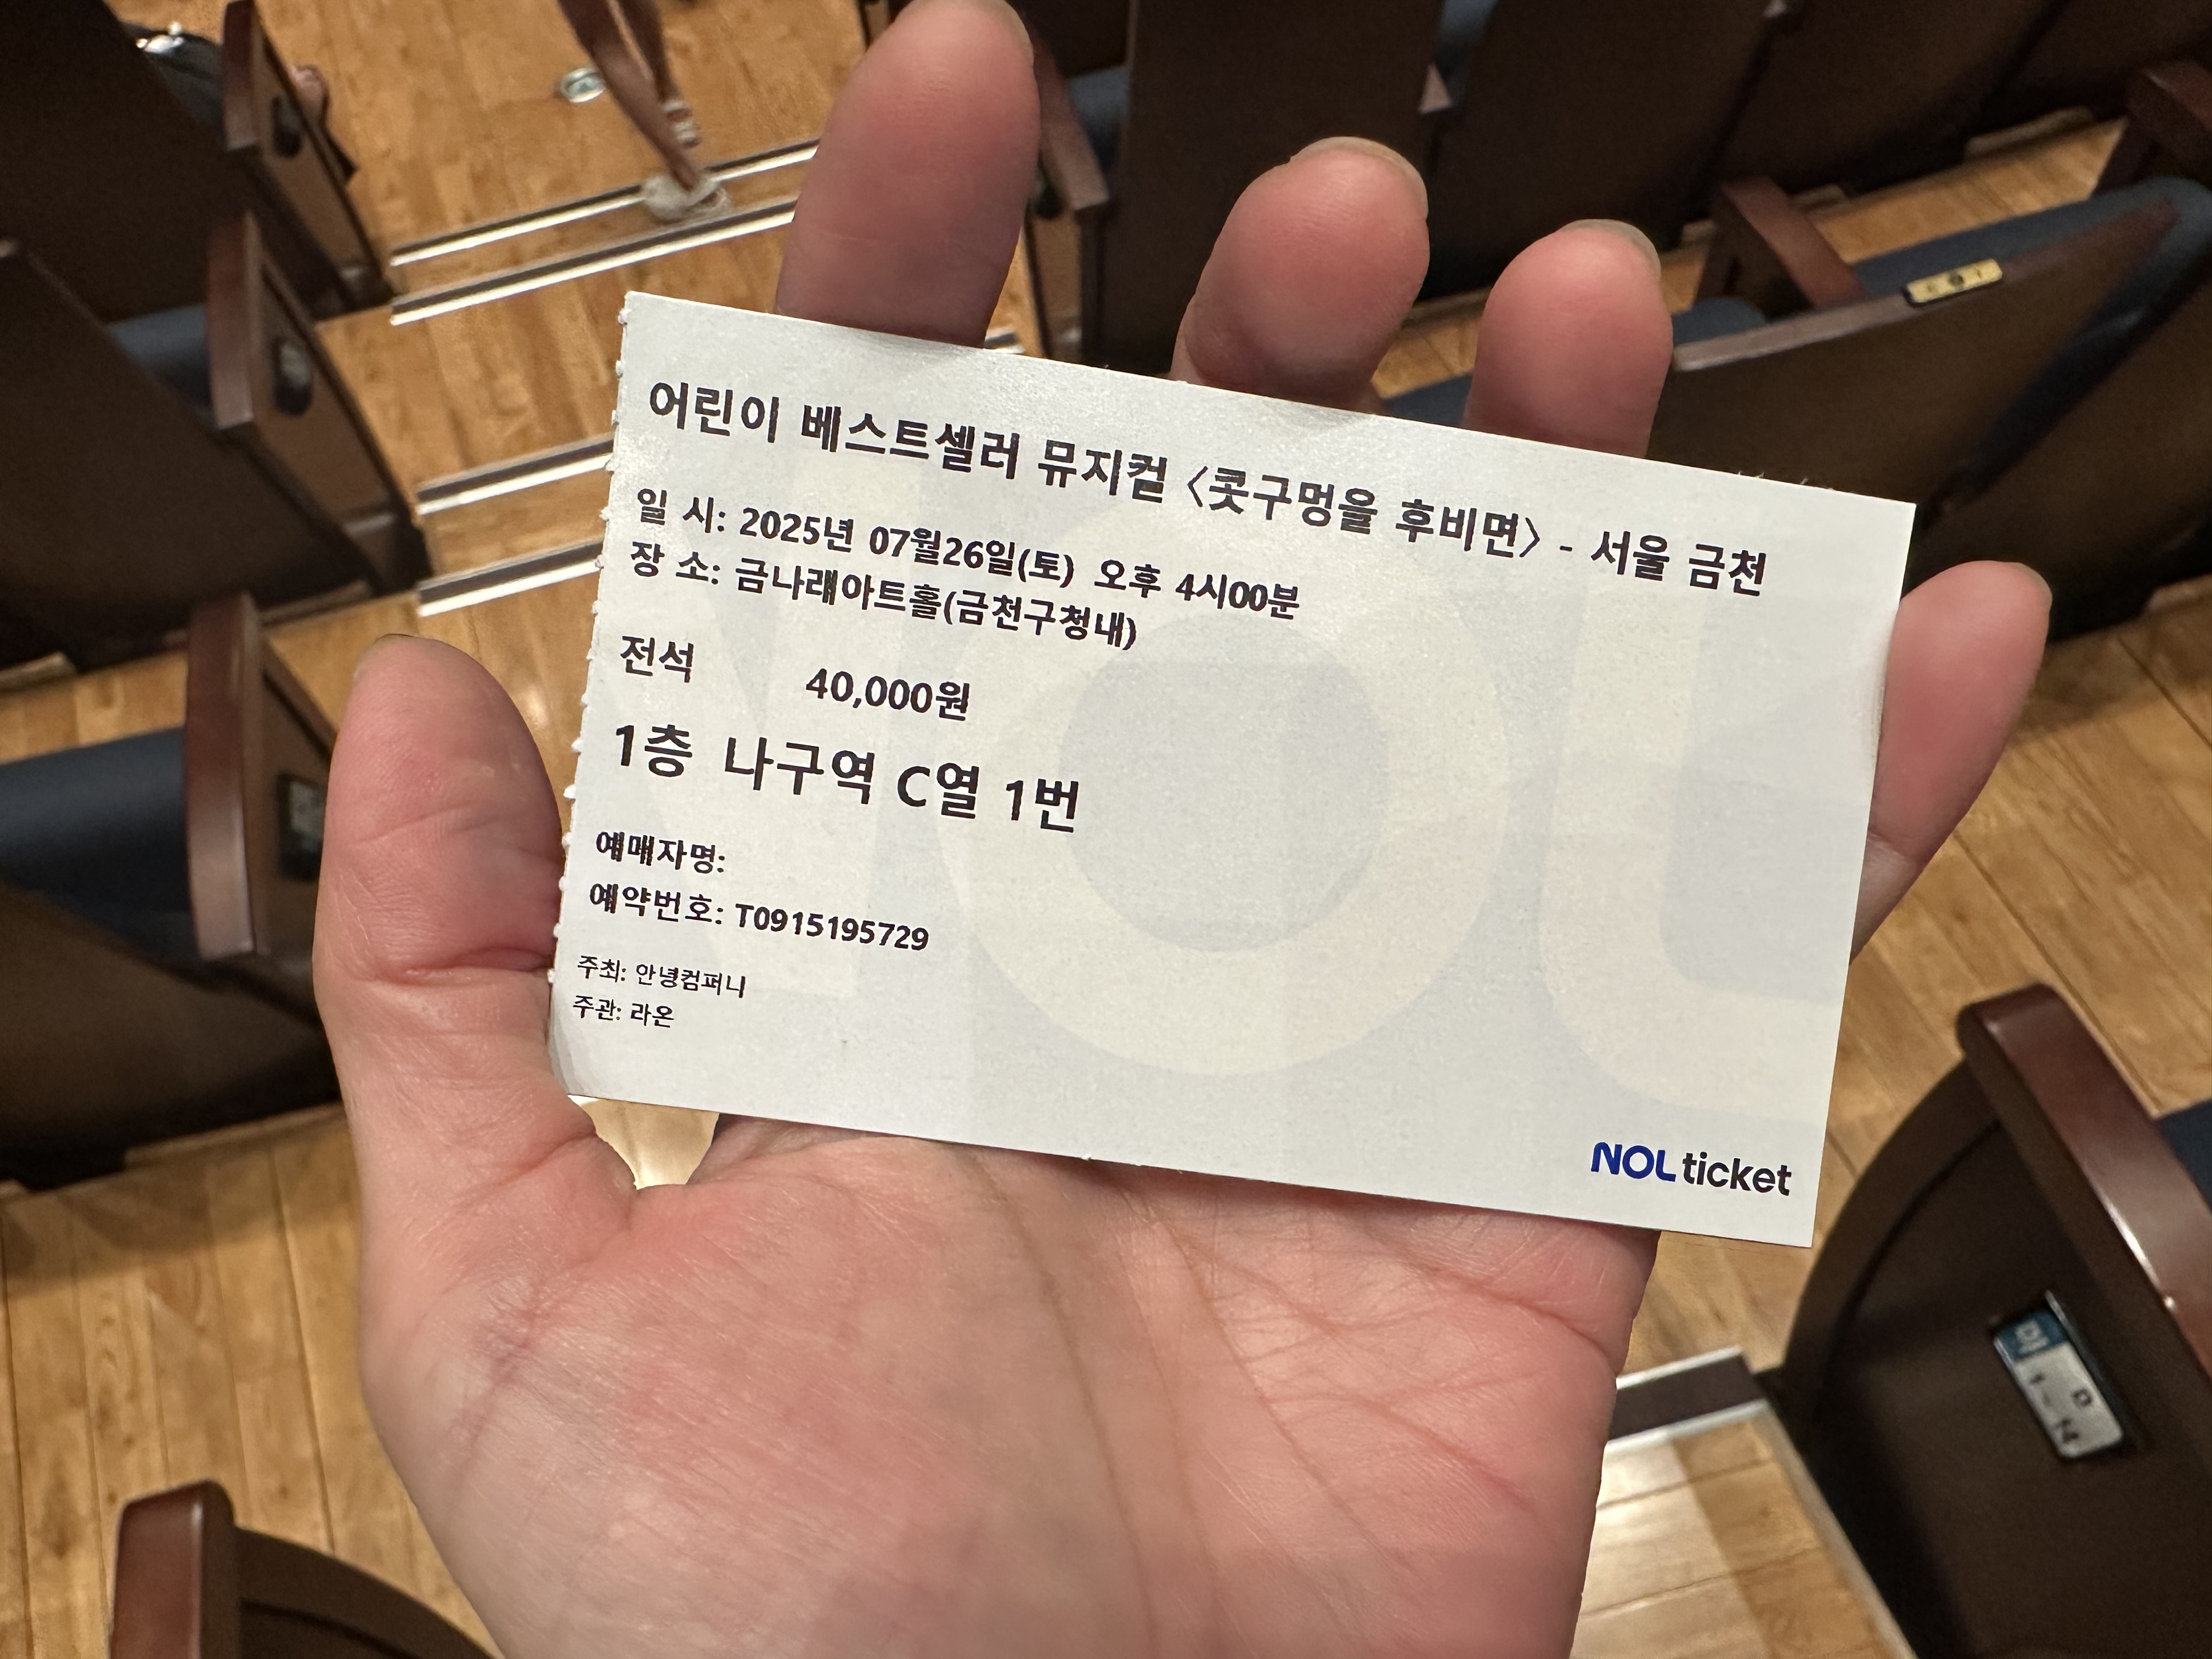 어린이 베스트셀러 뮤지컬 〈콧구멍을 후비면〉 - 서울 금천
일 시: 2025년 07월26일(토) 오후 4시00분
장 소: 금나래아트홀(금천구청내)
전석 40,000원
1층 나구역 C열 1번
예매자명:
예약번호: T0915195729
주최: 안녕컴퍼니
주관: 라온
NOL ticket